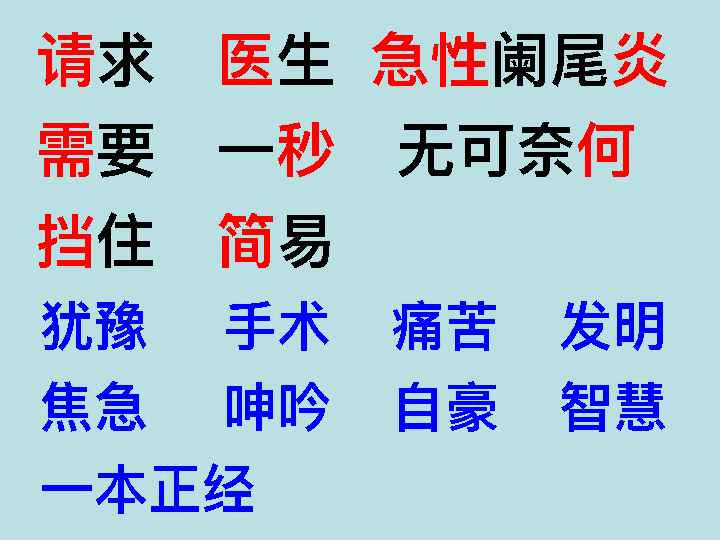 请求 医生 急性阑尾炎
需要 一秒 无可奈何
挡住 简易
犹豫 手术 痛苦 发明
焦急 呻吟 自豪 智慧
一本正经